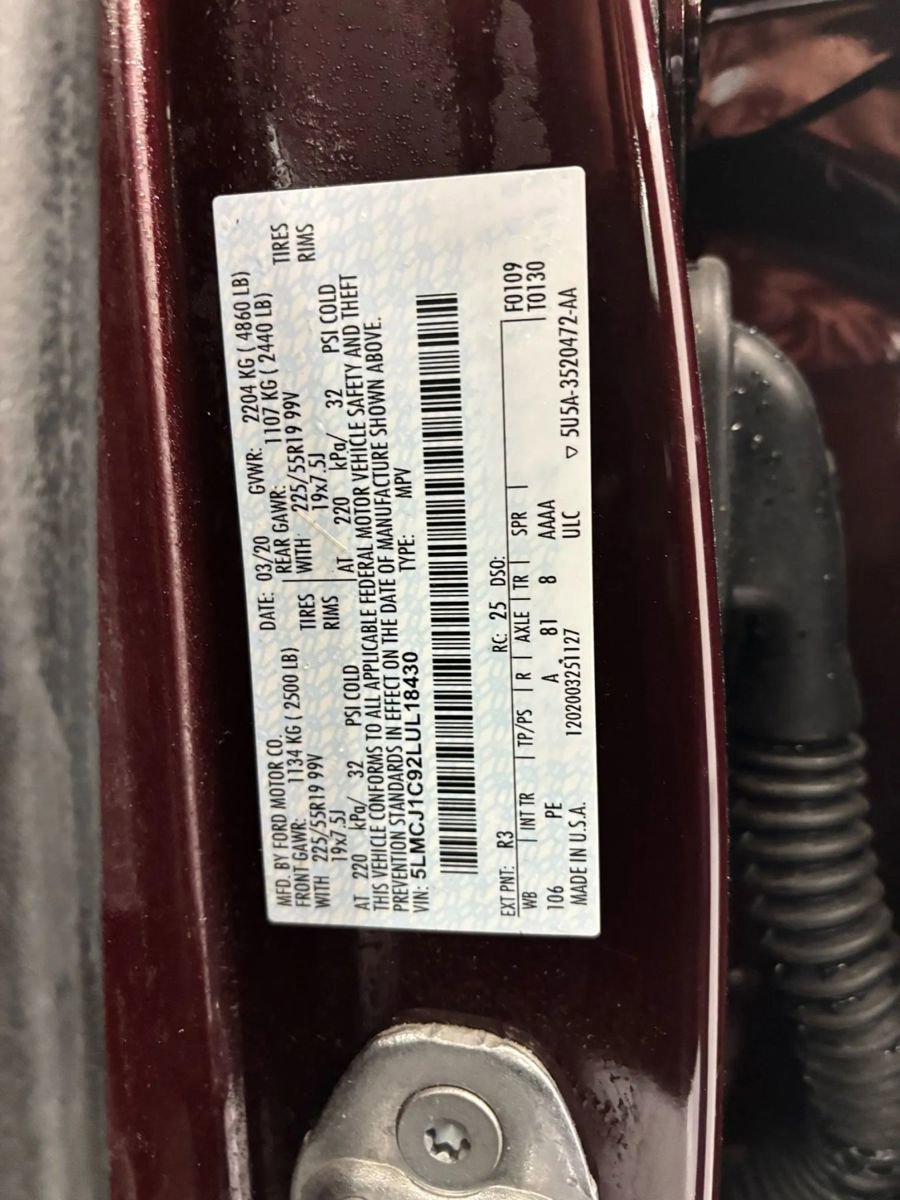 MFD. BY FORD MOTOR CO.
DATE: 03/20 GVWR: 2204 KG ( 4860 LB)
FRONT GAWR: 1134 KG ( 2500 LB) REAR GAWR: 1107 KG ( 2440 LB)
WITH 225/55R19 99V TIRES WITH 225/55R19 99V TIRES
19x7.5J RIMS 19x7.5J RIMS
AT 220 kPa/ 32 PSI COLD AT 220 kPa/ 32 PSI COLD
THIS VEHICLE CONFORMS TO ALL APPLICABLE FEDERAL MOTOR VEHICLE SAFETY AND THEFT
PREVENTION STANDARDS IN EFFECT ON THE DATE OF MANUFACTURE SHOWN ABOVE.
VIN: 5LMCJ1C92LUL18430 TYPE: MPV
EXT PNT: R3 RC: 25 DSO: F0109
WB | INT TR | TP/PS | R | AXLE | TR | SPR | T0130
106 PE A 81 8 AAAA
MADE IN U.S.A. 120200325112​7 ULC ▽ 5U5A-3520472-AA